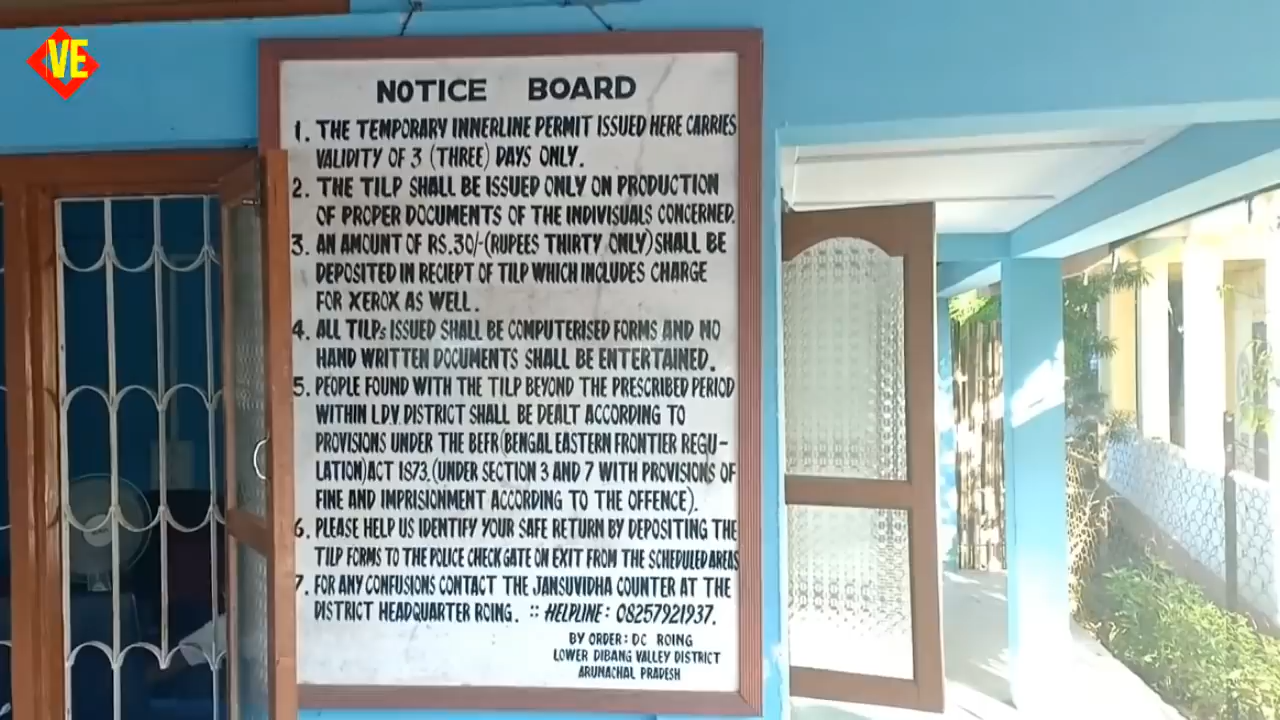 VE
NOTICE BOARD
1. THE TEMPORARY INNERLINE PERMIT ISSUED HERE CARRIES
VALIDITY OF 3 (THREE) DAYS ONLY.
2. THE TILP SHALL BE ISSUED ONLY ON PRODUCTION
OF PROPER DOCUMENTS OF THE INDIVISUALS CONCERNED.
3. AN AMOUNT OF RS.30/-(RUPEES THIRTY ONLY) SHALL BE
DEPOSITED IN RECIEPT OF TILP WHICH INCLUDES CHARGE
FOR XEROX AS WELL.
4. ALL TILPs ISSUED SHALL BE COMPUTERISED FORMS AND NO
HAND WRITTEN DOCUMENTS SHALL BE ENTERTAINED.
5. PEOPLE FOUND WITH THE TILP BEYOND THE PRESCRIBED PERIOD
WITHIN L.D.V. DISTRICT SHALL BE DEALT ACCORDING TO
PROVISIONS UNDER THE BEFR (BENGAL EASTERN FRONTIER REGU-
LATION) ACT 1873. (UNDER SECTION 3 AND 7 WITH PROVISIONS OF
FINE AND IMPRISIONMENT ACCORDING TO THE OFFENCE).
6. PLEASE HELP US IDENTIFY YOUR SAFE RETURN BY DEPOSITING THE
TILP FORMS TO THE POLICE CHECK GATE ON EXIT FROM THE SCHEDULED AREAS
7. FOR ANY CONFUSIONS CONTACT THE JANSUVIDHA COUNTER AT THE
DISTRICT HEADQUARTER ROING. :: HELPLINE: 08257921937.
BY ORDER: DC ROING
LOWER DIBANG VALLEY DISTRICT
ARUNACHAL PRADESH